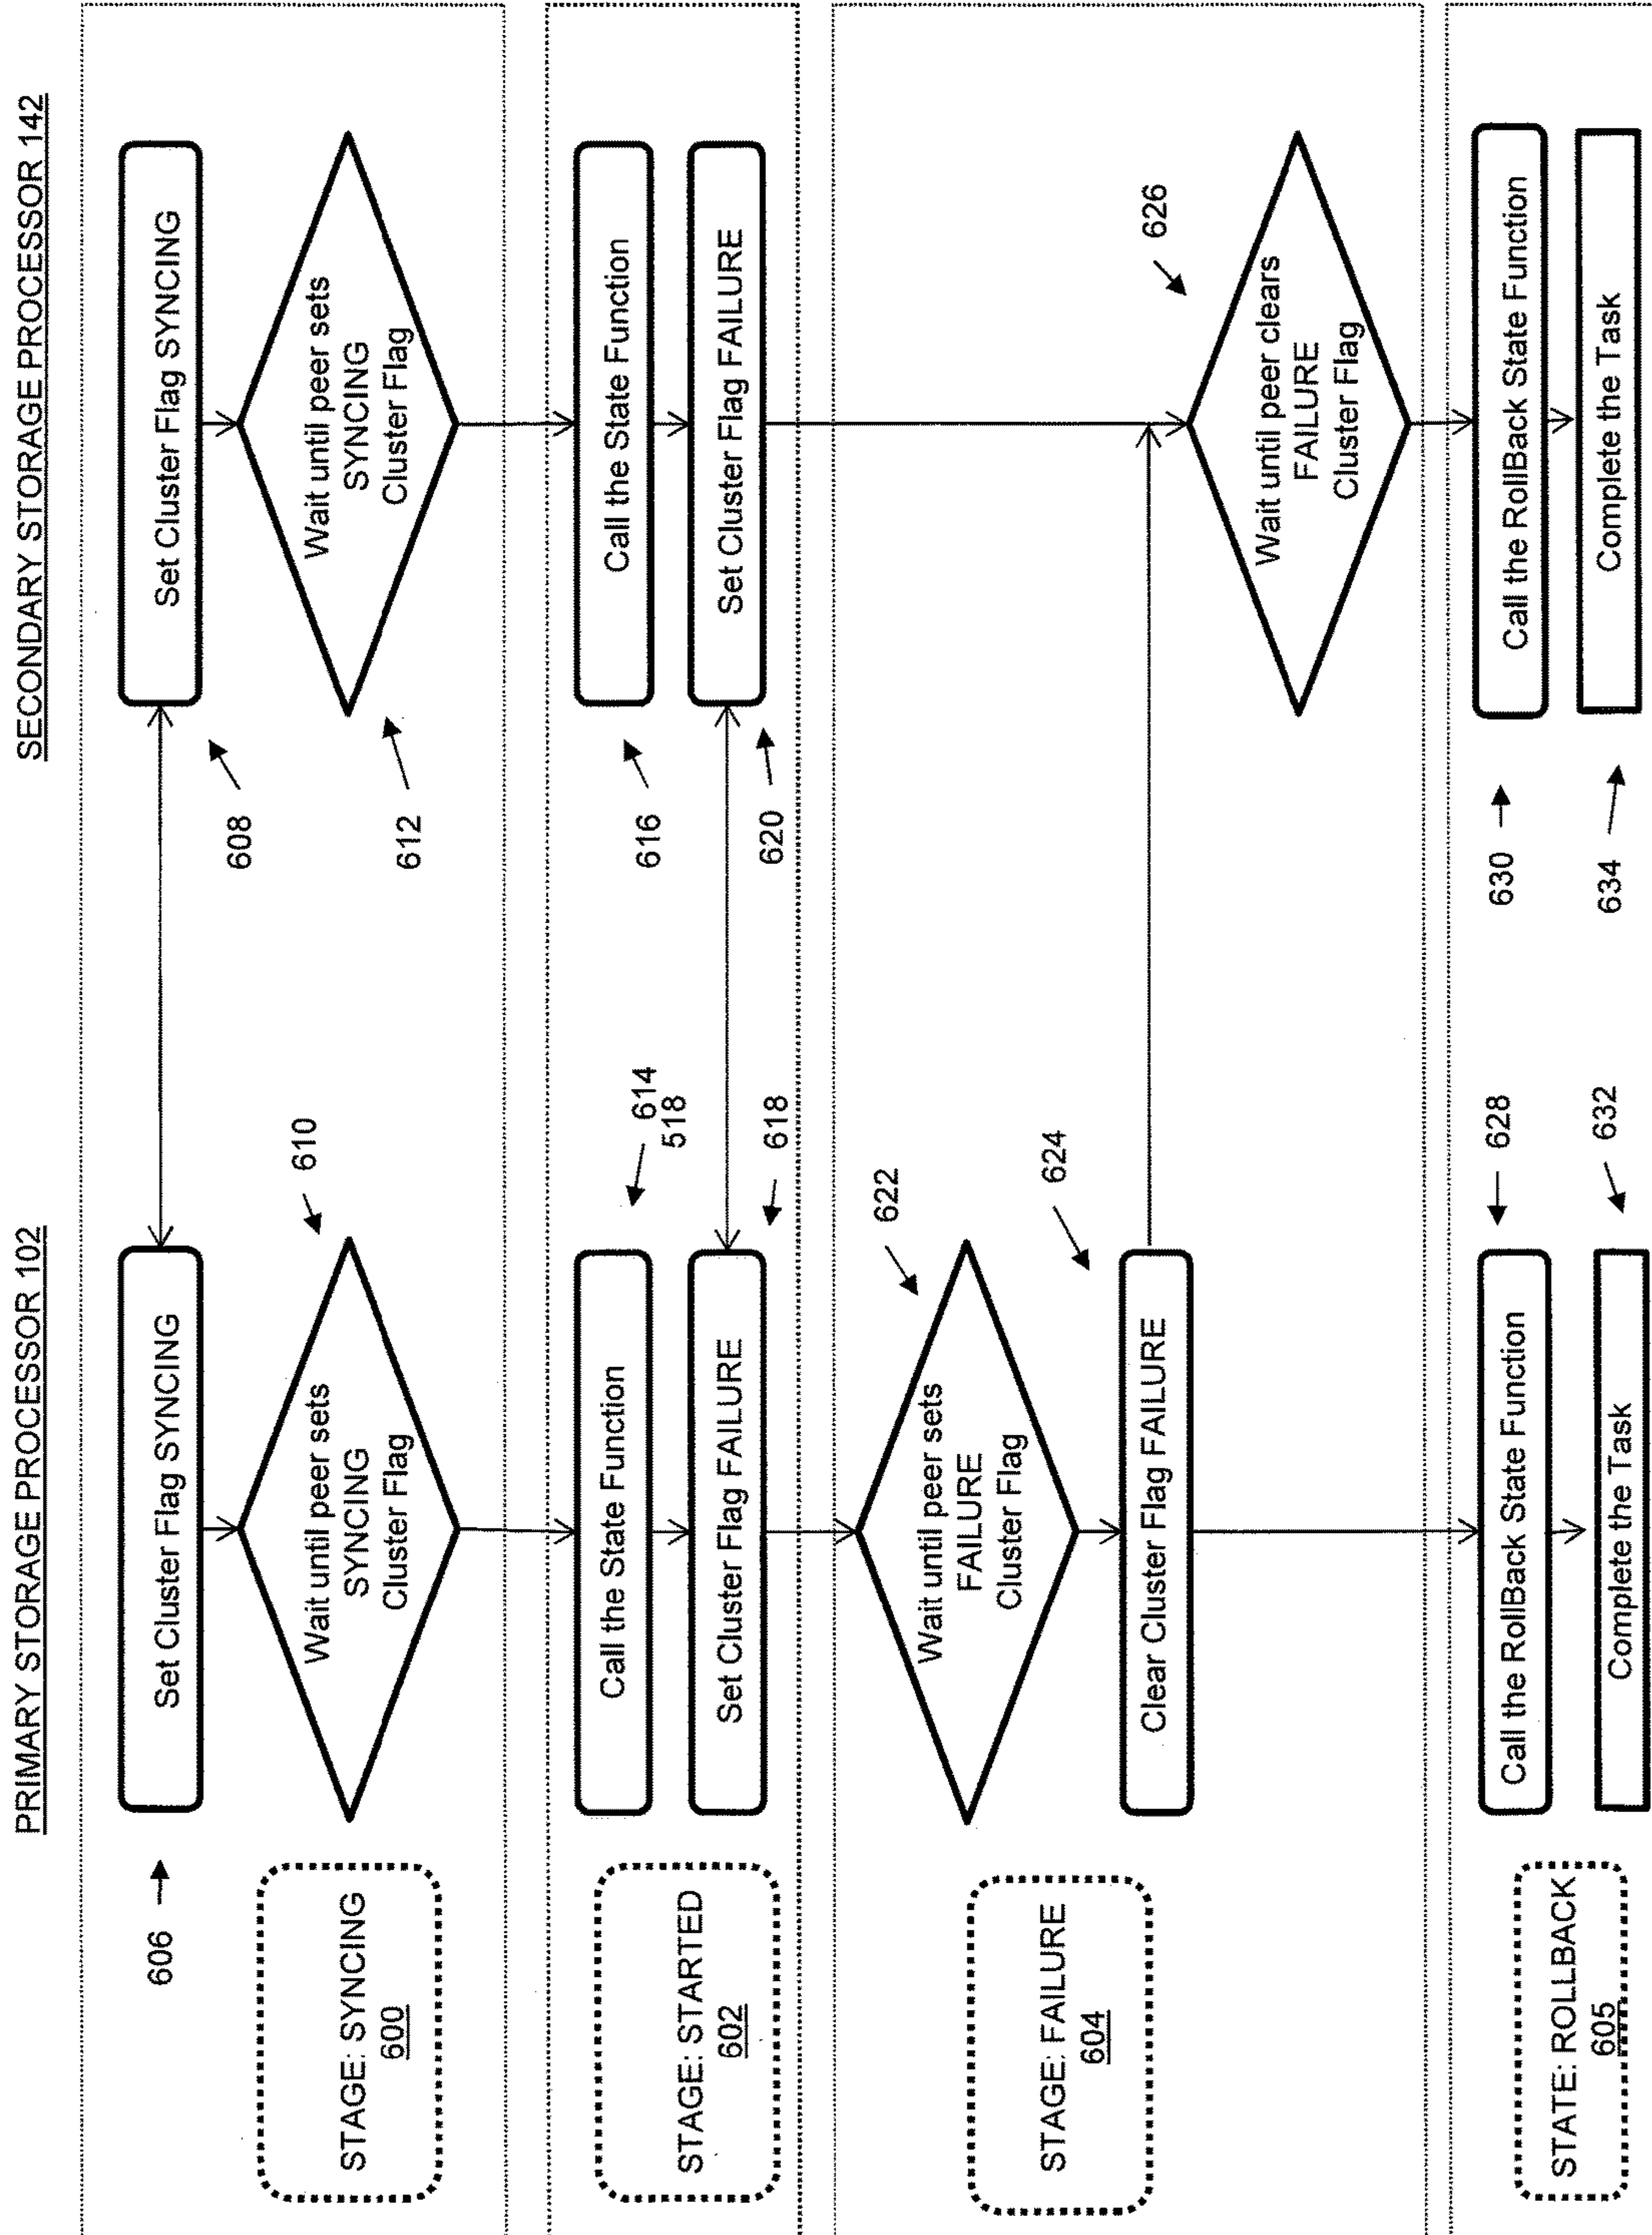 PRIMARY STORAGE PROCESSOR 102
SECONDARY STORAGE PROCESSOR 142
606
Set Cluster Flag SYNCING
Set Cluster Flag SYNCING
608
STAGE: SYNCING
600
Wait until peer sets
SYNCING
Cluster Flag
610
612
Wait until peer sets
SYNCING
Cluster Flag
STAGE: STARTED
602
Call the State Function
614
518
616
Call the State Function
Set Cluster Flag FAILURE
618
620
Set Cluster Flag FAILURE
STAGE: FAILURE
604
Wait until peer sets
FAILURE
Cluster Flag
622
Clear Cluster Flag FAILURE
624
626
Wait until peer clears
FAILURE
Cluster Flag
STATE: ROLLBACK
605
Call the RollBack State Function
628
630
Call the RollBack State Function
Complete the Task
632
634
Complete the Task